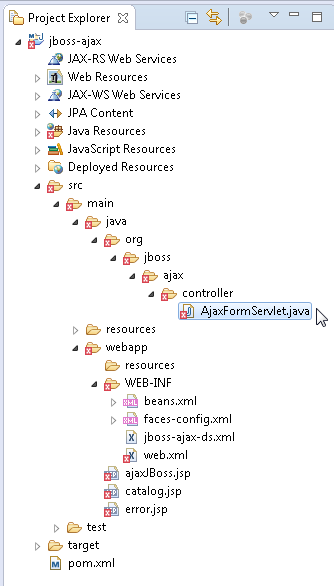 Project Explorer
jboss-ajax
JAX-RS Web Services
Web Resources
JAX-WS Web Services
JPA Content
Java Resources
JavaScript Resources
Deployed Resources
src
main
java
org
jboss
ajax
controller
AjaxFormServlet.java
resources
webapp
resources
WEB-INF
beans.xml
faces-config.xml
jboss-ajax-ds.xml
web.xml
ajaxJBoss.jsp
catalog.jsp
error.jsp
test
target
pom.xml